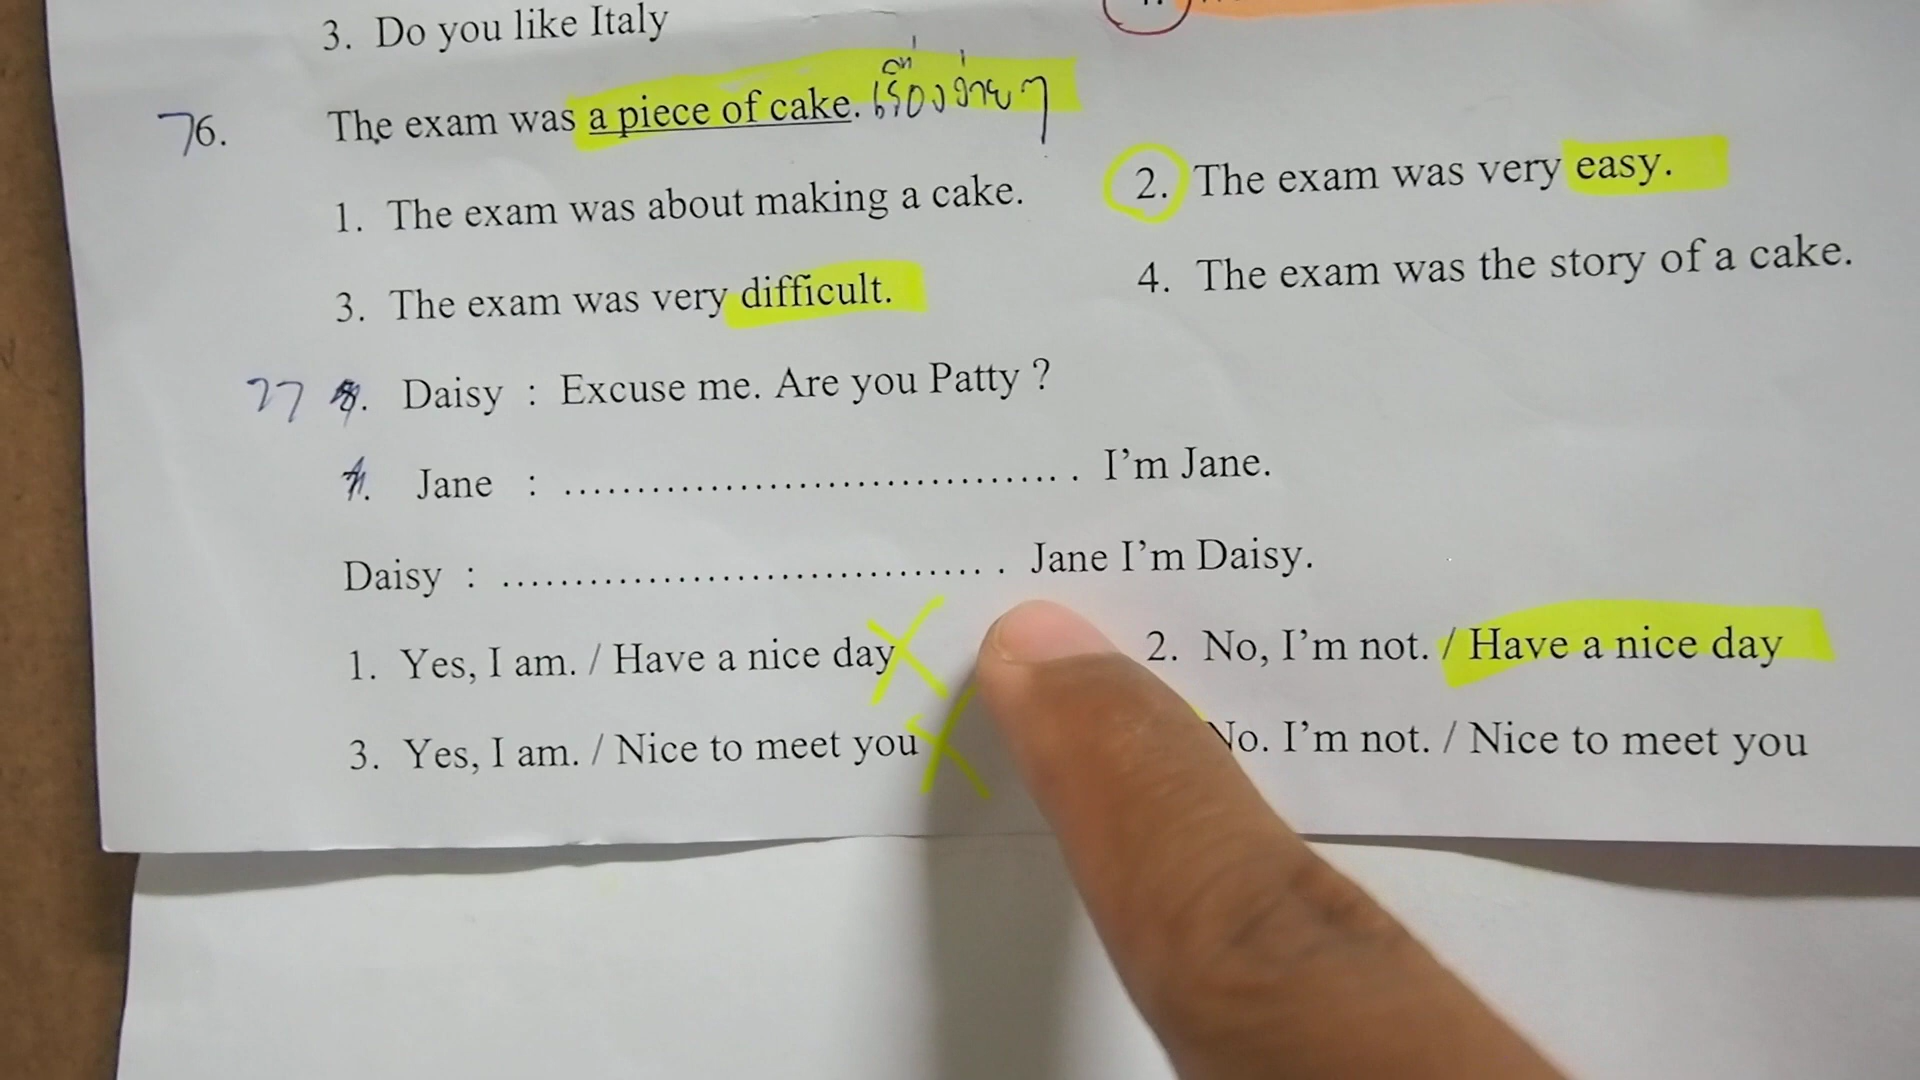 3. Do you like Italy
76. The exam was a piece of cake. เรื่องง่ายๆ
1. The exam was about making a cake. 2. The exam was very easy.
3. The exam was very difficult. 4. The exam was the story of a cake.
77 Daisy : Excuse me. Are you Patty ?
Jane : ................................... . I'm Jane.
Daisy : ................................... . Jane I'm Daisy.
1. Yes, I am. / Have a nice day 2. No, I'm not. / Have a nice day
3. Yes, I am. / Nice to meet you No. I'm not. / Nice to meet you